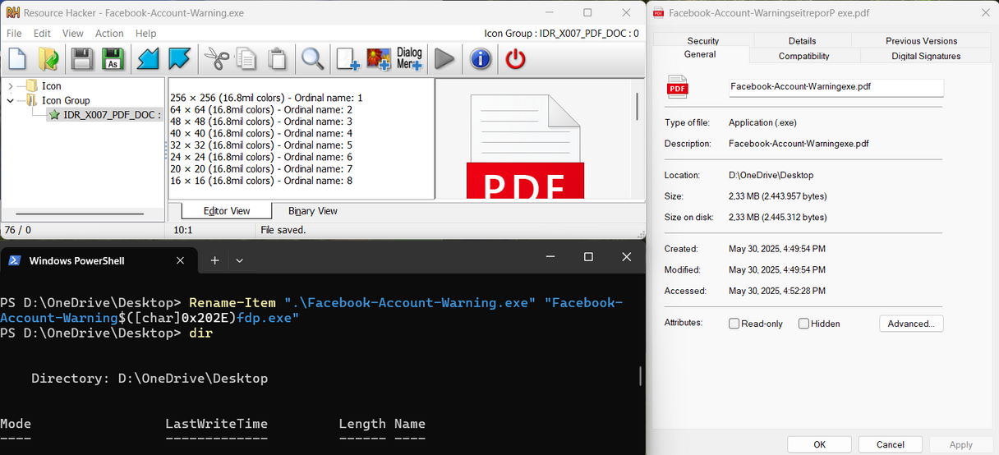 Resource Hacker - Facebook-Account-Warning.exe
File Edit View Action Help
Icon Group : IDR_X007_PDF_DOC : 0
As
Dialog
Menu
Icon
Icon Group
IDR_X007_PDF_DOC :
256 × 256 (16.8mil colors) - Ordinal name: 1
64 × 64 (16.8mil colors) - Ordinal name: 2
48 × 48 (16.8mil colors) - Ordinal name: 3
40 × 40 (16.8mil colors) - Ordinal name: 4
32 × 32 (16.8mil colors) - Ordinal name: 5
24 × 24 (16.8mil colors) - Ordinal name: 6
20 × 20 (16.8mil colors) - Ordinal name: 7
16 × 16 (16.8mil colors) - Ordinal name: 8
PDF
Editor View Binary View
76 / 0 10:1 File saved.
Windows PowerShell
PS D:\OneDrive\Desktop> Rename-Item ".\Facebook-Account-Warning.exe" "Facebook-
Account-Warning$([char]0x202E)fdp.exe"
PS D:\OneDrive\Desktop> dir
Directory: D:\OneDrive\Desktop
Mode LastWriteTime Length Name
---- ------------- ------ ----
PDF Facebook-Account-WarningseitreporP exe.pdf
Security Details Previous Versions
General Compatibility Digital Signatures
PDF
Facebook-Account-Warningexe.pdf
Type of file: Application (.exe)
Description: Facebook-Account-Warningexe.pdf
Location: D:\OneDrive\Desktop
Size: 2,33 MB (2.443.957 bytes)
Size on disk: 2,33 MB (2.445.312 bytes)
Created: May 30, 2025, 4:49:54 PM
Modified: May 30, 2025, 4:49:54 PM
Accessed: May 30, 2025, 4:52:28 PM
Attributes: Read-only Hidden Advanced...
OK Cancel Apply